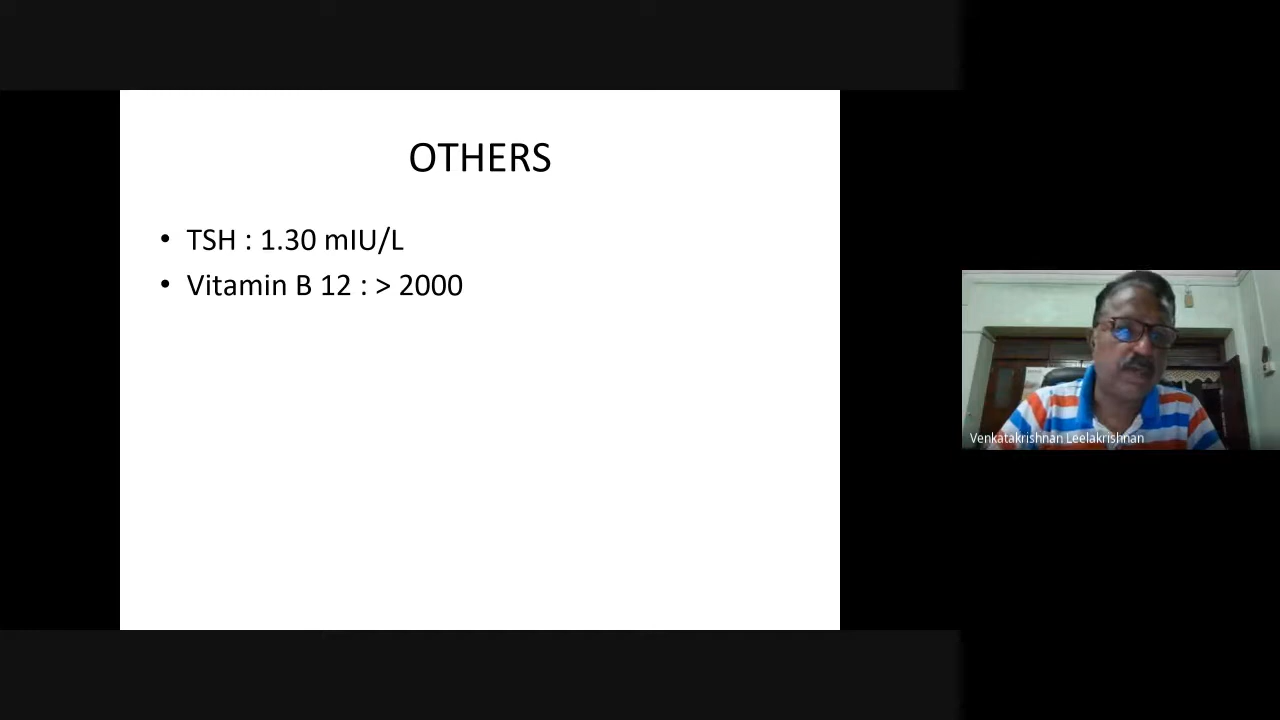 OTHERS
• TSH : 1.30 mIU/L
• Vitamin B 12 : > 2000
Venkatakrishnan Leelakrishnan